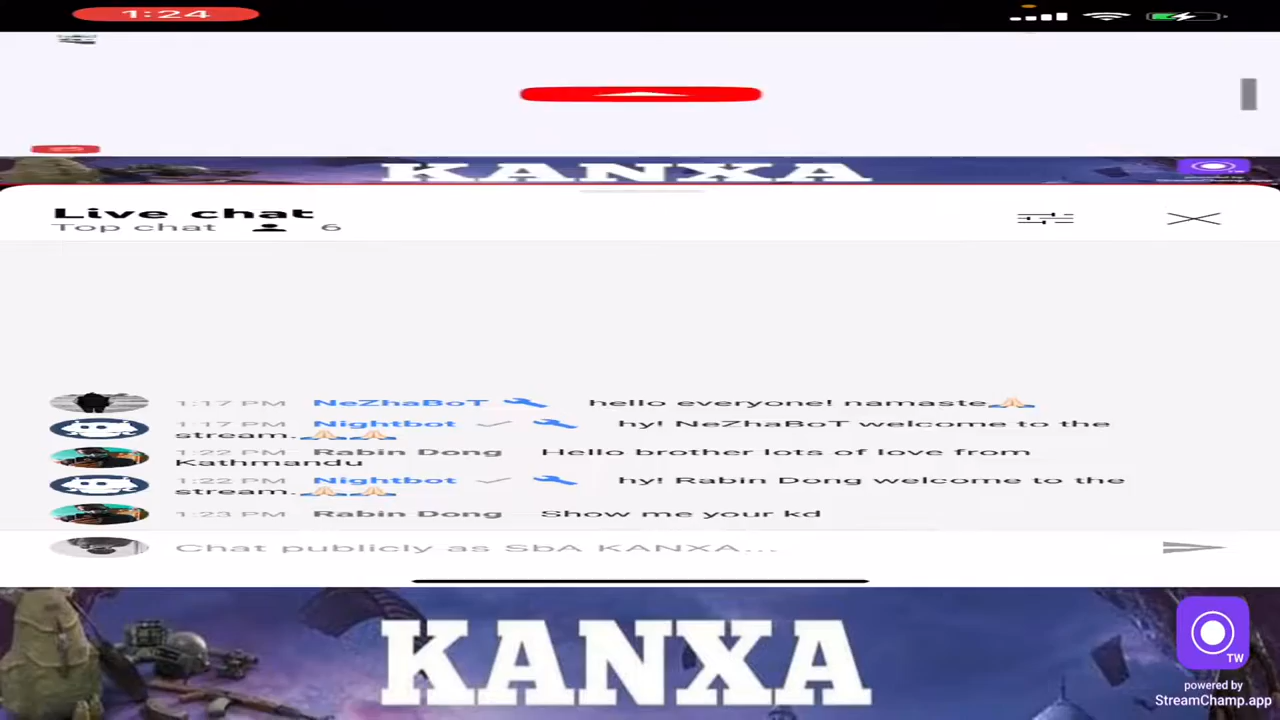 1:24
KANXA
Live chat
Top chat 6
1:17 PM NeZhaBoT hello everyone! namaste🙏🏻
1:17 PM Nightbot hy! NeZhaBoT welcome to the
stream.🙏🏻🙏🏻
1:22 PM Rabin Dong Hello brother lots of love from
Kathmandu
1:22 PM Nightbot hy! Rabin Dong welcome to the
stream.🙏🏻🙏🏻
1:23 PM Rabin Dong Show me your kd
Chat publicly as SbA KANXA...
KANXA
TW
powered by
StreamChamp.app